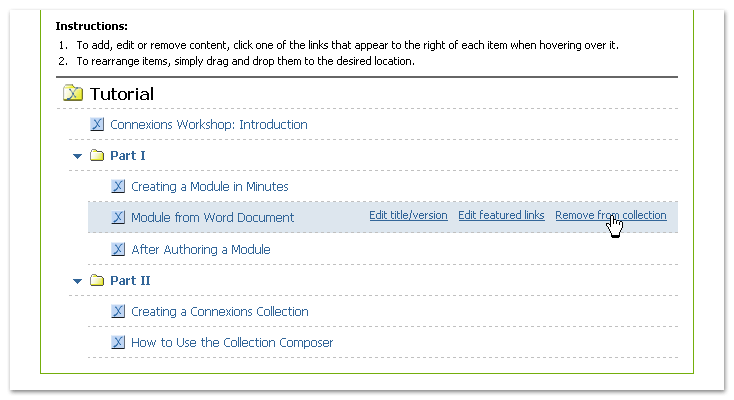 Instructions:
1. To add, edit or remove content, click one of the links that appear to the right of each item when hovering over it.
2. To rearrange items, simply drag and drop them to the desired location.
Tutorial
Connexions Workshop: Introduction
Part I
Creating a Module in Minutes
Module from Word Document Edit title/version Edit featured links Remove from collection
After Authoring a Module
Part II
Creating a Connexions Collection
How to Use the Collection Composer